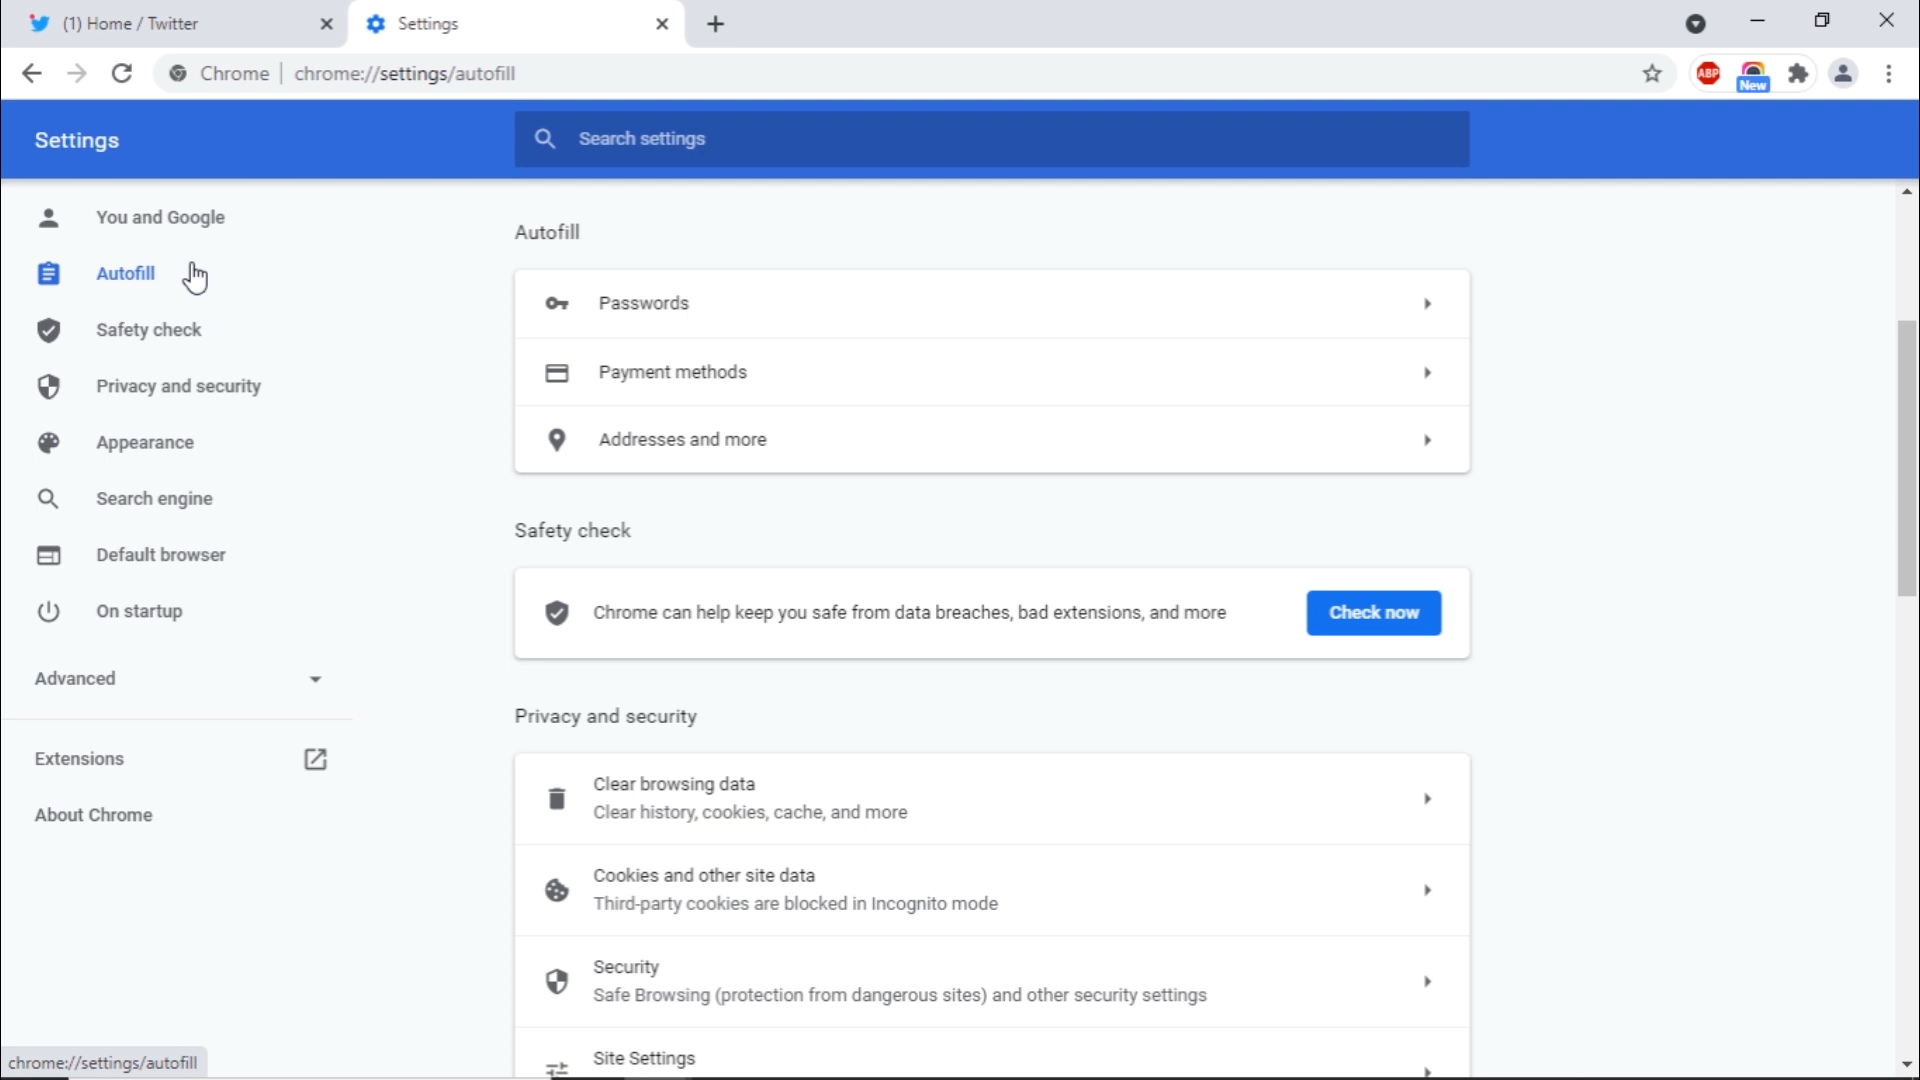 (1) Home / Twitter
Settings
Chrome | chrome://settings/autofill
ABP
New
Settings
Search settings
You and Google
Autofill
Safety check
Privacy and security
Appearance
Search engine
Default browser
On startup
Advanced
Extensions
About Chrome
Autofill
Passwords
Payment methods
Addresses and more
Safety check
Chrome can help keep you safe from data breaches, bad extensions, and more
Check now
Privacy and security
Clear browsing data
Clear history, cookies, cache, and more
Cookies and other site data
Third-party cookies are blocked in Incognito mode
Security
Safe Browsing (protection from dangerous sites) and other security settings
Site Settings
chrome://settings/autofill